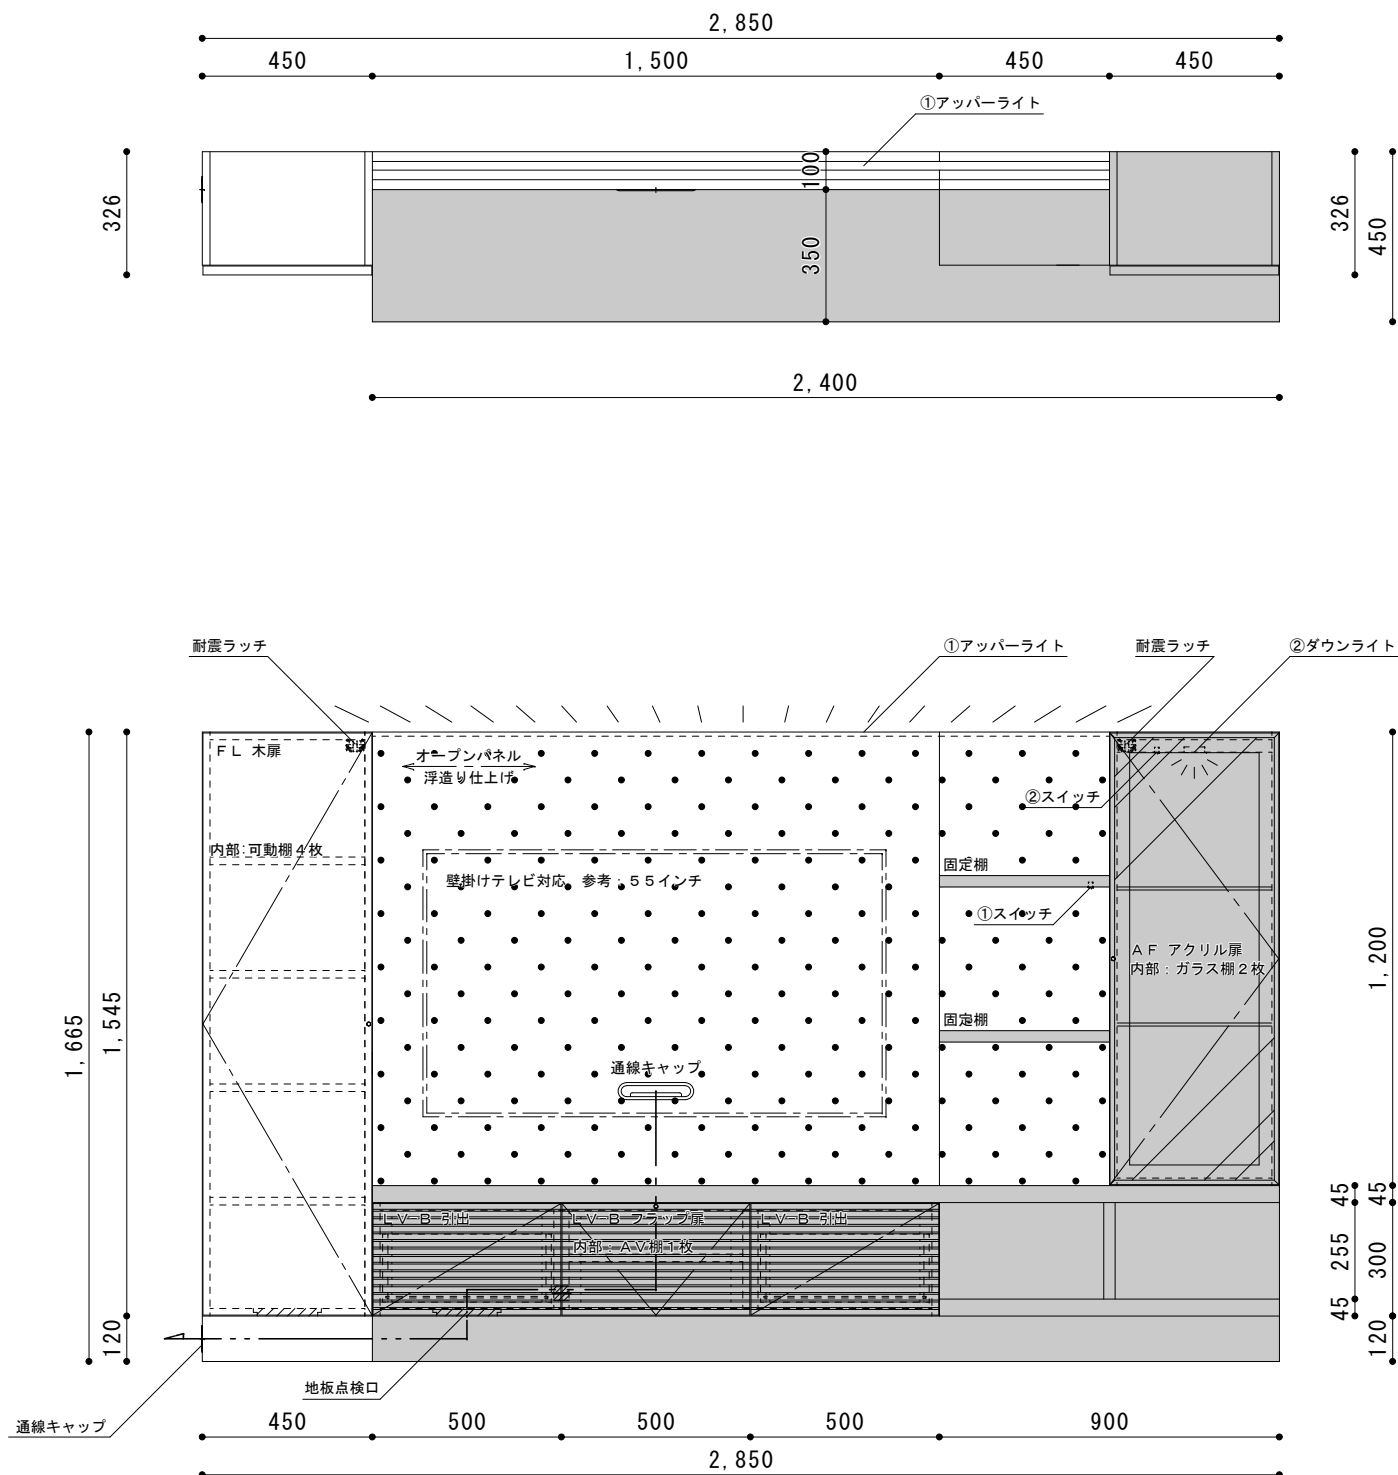 2,850
450
1,500
450
450
①アッパーライト
326
100
350
326
450
2,400
耐震ラッチ
①アッパーライト
耐震ラッチ
②ダウンライト
FL 木扉
オープンパネル
浮造り仕上げ
②スイッチ
内部:可動棚4枚
固定棚
壁掛けテレビ対応 参考:55インチ
①スイッチ
AF アクリル扉
内部:ガラス棚2枚
1,200
1,665
1,545
固定棚
通線キャップ
45
45
LV-B 引出
LV-B フラップ扉
LV-B 引出
内部:AV棚1枚
255
300
45
120
120
地板点検口
通線キャップ
450
500
500
500
900
2,850